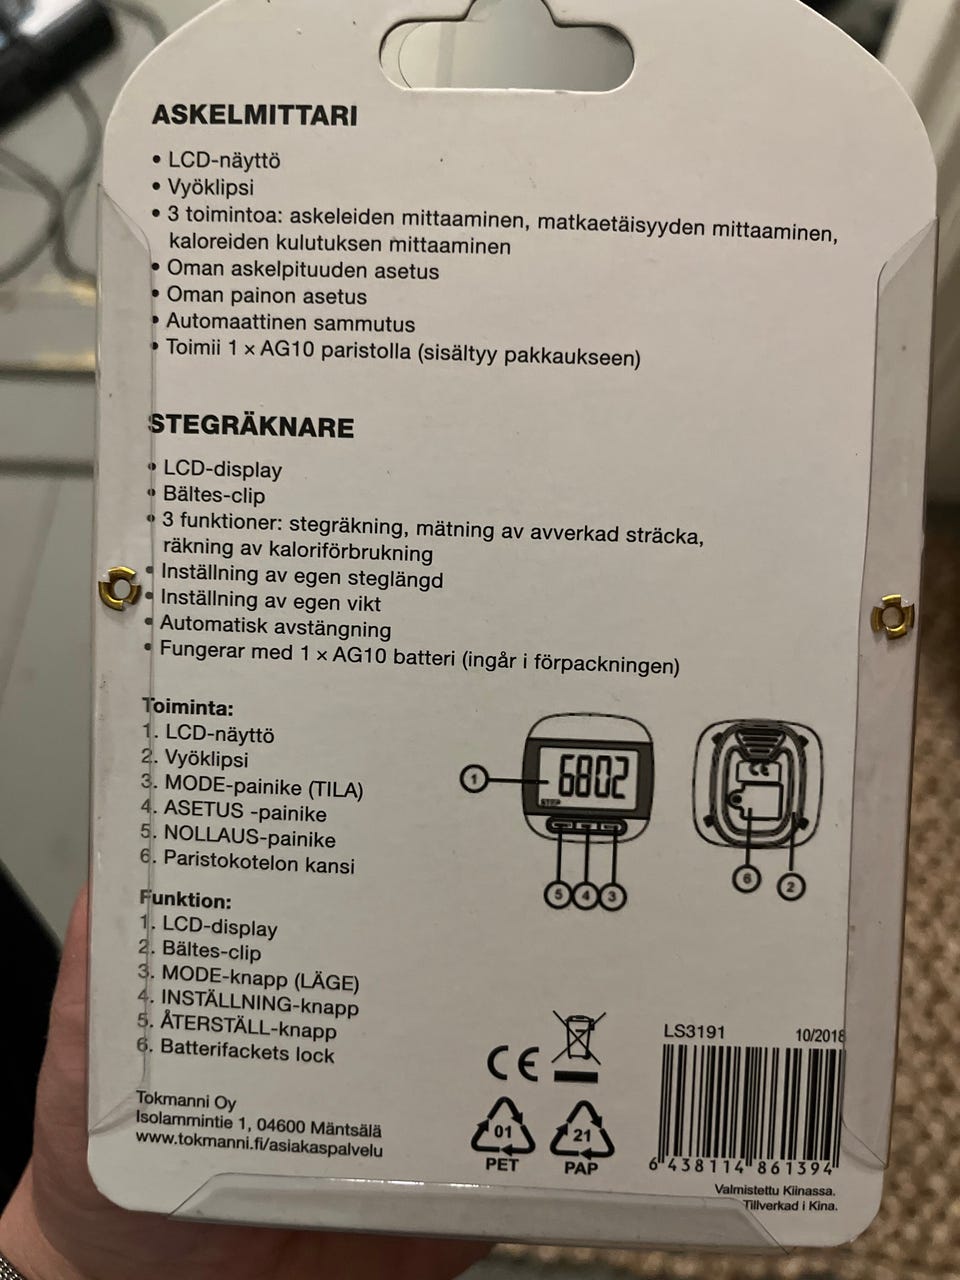 ASKELMITTARI
• LCD-näyttö
• Vyöklipsi
• 3 toimintoa: askeleiden mittaaminen, matkaetäisyyden mittaaminen,
kaloreiden kulutuksen mittaaminen
• Oman askelpituuden asetus
• Oman painon asetus
• Automaattinen sammutus
• Toimii 1 x AG10 paristolla (sisältyy pakkaukseen)
STEGRÄKNARE
• LCD-display
• Bältes-clip
• 3 funktioner: stegräkning, mätning av avverkad sträcka,
räkning av kaloriförbrukning
• Inställning av egen steglängd
• Inställning av egen vikt
• Automatisk avstängning
• Fungerar med 1 x AG10 batteri (ingår i förpackningen)
Toiminta:
1. LCD-näyttö
2. Vyöklipsi
3. MODE-painike (TILA)
4. ASETUS -painike
5. NOLLAUS-painike
6. Paristokotelon kansi
1
6802
STEP
5 4 3
CE
6 2
Funktion:
1. LCD-display
2. Bältes-clip
3. MODE-knapp (LÄGE)
4. INSTÄLLNING-knapp
5. ÅTERSTÄLL-knapp
6. Batterifackets lock
Tokmanni Oy
Isolammintie 1, 04600 Mäntsälä
www.tokmanni.fi/asiakaspalvelu
CE
01
PET
21
PAP
LS3191 10/2018
6 438114 861394
Valmistettu Kiinassa.
Tillverkad i Kina.